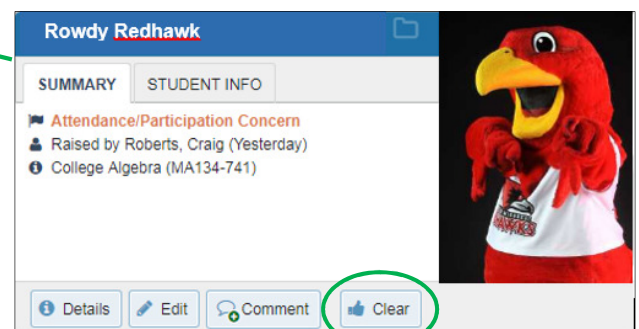 Rowdy Redhawk
SUMMARY STUDENT INFO
Attendance/Participation Concern
Raised by Roberts, Craig (Yesterday)
College Algebra (MA134-741)
Details Edit Comment Clear
HAWKS